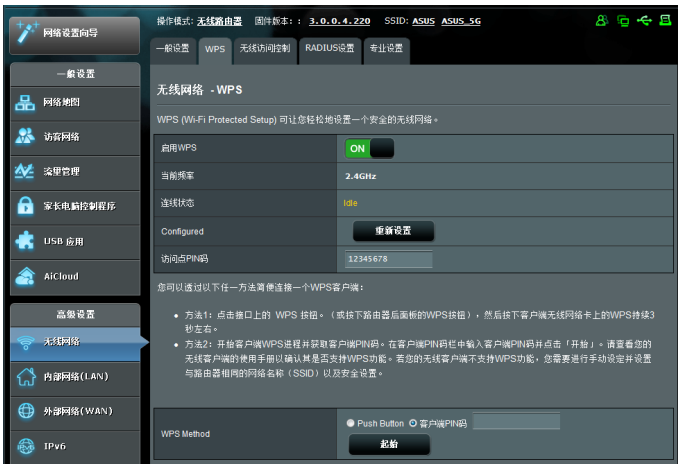 网络设置向导
操作模式: 无线路由器 固件版本: : 3.0.0.4.220 SSID: ASUS ASUS_5G
一般设置 WPS 无线访问控制 RADIUS设置 专业设置
一般设置
网络地图
访客网络
流量管理
家长电脑控制程序
USB 应用
AiCloud
高级设置
无线网络
内部网络(LAN)
外部网络(WAN)
IPv6
无线网络 - WPS
WPS (Wi-Fi Protected Setup) 可让您轻松地设置一个安全的无线网络。
启用WPS ON
当前频率 2.4GHz
连线状态 Idle
Configured 重新设置
访问点PIN码 12345678
您可以透过以下任一方法简便连接一个WPS客户端:
• 方法1: 点击接口上的 WPS 按钮。(或按下路由器后面板的WPS按钮), 然后按下客户端无线网络卡上的WPS持续3
秒左右。
• 方法2: 开始客户端WPS进程并获取客户端PIN码。在客户端PIN码栏中输入客户端PIN码并点击「开始」。请查看您的
无线客户端的使用手册以确认其是否支持WPS功能。若您的无线客户端不支持WPS功能, 您需要进行手动设定并设置
与路由器相同的网络名称 (SSID) 以及安全设置。
WPS Method Push Button 客户端PIN码
起始